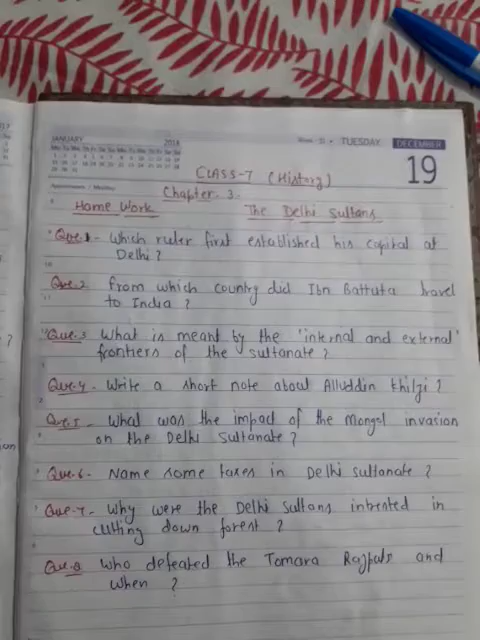 JANUARY 2018
TUESDAY DECEMBER
19
CLASS-7 (History)
Appointments / Meeting
Chapter-3.
Home Work The Delhi Sultans
Que.1- Which ruler first established his capital at
Delhi ?
Que.2 From which country did Ibn Battuta travel
to India ?
Que.3 What is meant by the 'internal and external'
frontiers of the sultanate ?
Que.4- Write a short note about Alluddin Khilji ?
Que.5- What was the impact of the Mongol invasion
on the Delhi Sultanate ?
Que.6- Name some taxes in Delhi sultanate ?
Que.7- Why were the Delhi Sultans intrested in
cutting down forest ?
Que.8 Who defeated the Tomara Rajputs and
when ?